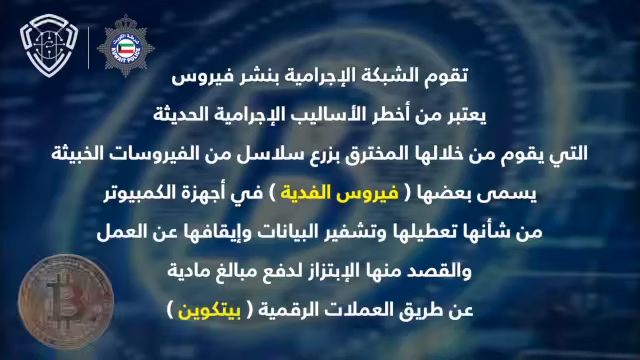 تقوم الشبكة الإجرامية بنشر فيروس
يعتبر من أخطر الأساليب الإجرامية الحديثة
التي يقوم من خلالها المخترق بزرع سلاسل من الفيروسات الخبيثة
يسمى بعضها ( فيروس الفدية ) في أجهزة الكمبيوتر
من شأنها تعطيلها وتشفير البيانات وإيقافها عن العمل
والقصد منها الإبتزاز لدفع مبالغ مادية
عن طريق العملات الرقمية ( بيتكوين )
KUWAIT POLICE